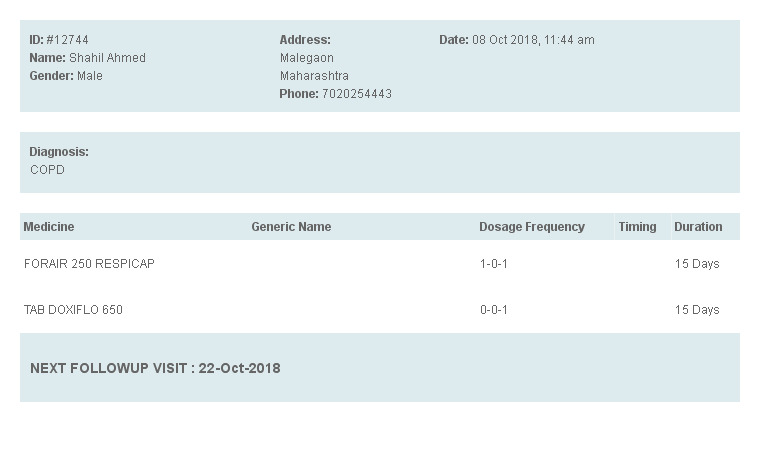 ID: #12744
Name: Shahil Ahmed
Gender: Male
Address:
Malegaon
Maharashtra
Phone: 7020254443
Date: 08 Oct 2018, 11:44 am
Diagnosis:
COPD
Medicine Generic Name Dosage Frequency Timing Duration
FORAIR 250 RESPICAP 1-0-1 15 Days
TAB DOXIFLO 650 0-0-1 15 Days
NEXT FOLLOWUP VISIT : 22-Oct-2018